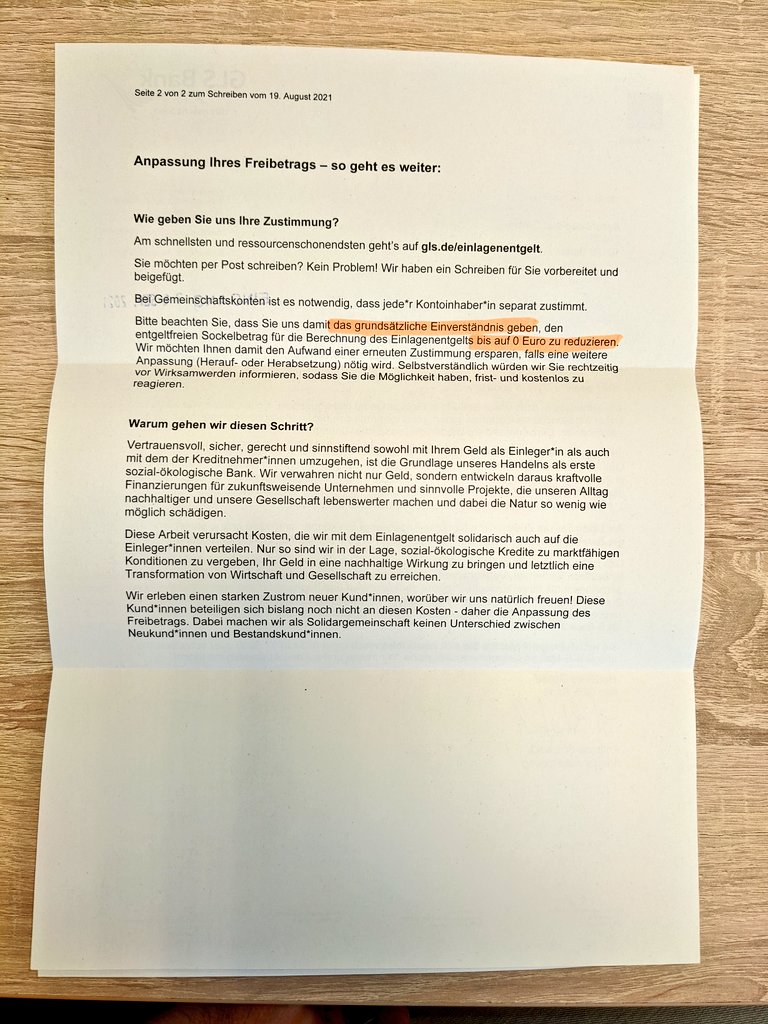 Seite 2 von 2 zum Schreiben vom 19. August 2021
Anpassung Ihres Freibetrags – so geht es weiter:
Wie geben Sie uns Ihre Zustimmung?
Am schnellsten und ressourcenschonendsten geht's auf gls.de/einlagenentgelt.
Sie möchten per Post schreiben? Kein Problem! Wir haben ein Schreiben für Sie vorbereitet und
beigefügt.
Bei Gemeinschaftskonten ist es notwendig, dass jede*r Kontoinhaber*in separat zustimmt.
Bitte beachten Sie, dass Sie uns damit das grundsätzliche Einverständnis geben, den
entgeltfreien Sockelbetrag für die Berechnung des Einlagenentgelts bis auf 0 Euro zu reduzieren.
Wir möchten Ihnen damit den Aufwand einer erneuten Zustimmung ersparen, falls eine weitere
Anpassung (Herauf- oder Herabsetzung) nötig wird. Selbstverständlich würden wir Sie rechtzeitig
vor Wirksamwerden informieren, sodass Sie die Möglichkeit haben, frist- und kostenlos zu
reagieren.
Warum gehen wir diesen Schritt?
Vertrauensvoll, sicher, gerecht und sinnstiftend sowohl mit Ihrem Geld als Einleger*in als auch
mit dem der Kreditnehmer*innen umzugehen, ist die Grundlage unseres Handelns als erste
sozial-ökologische Bank. Wir verwahren nicht nur Geld, sondern entwickeln daraus kraftvolle
Finanzierungen für zukunftsweisende Unternehmen und sinnvolle Projekte, die unseren Alltag
nachhaltiger und unsere Gesellschaft lebenswerter machen und dabei die Natur so wenig wie
möglich schädigen.
Diese Arbeit verursacht Kosten, die wir mit dem Einlagenentgelt solidarisch auch auf die
Einleger*innen verteilen. Nur so sind wir in der Lage, sozial-ökologische Kredite zu marktfähigen
Konditionen zu vergeben, Ihr Geld in eine nachhaltige Wirkung zu bringen und letztlich eine
Transformation von Wirtschaft und Gesellschaft zu erreichen.
Wir erleben einen starken Zustrom neuer Kund*innen, worüber wir uns natürlich freuen! Diese
Kund*innen beteiligen sich bislang noch nicht an diesen Kosten - daher die Anpassung des
Freibetrags. Dabei machen wir als Solidargemeinschaft keinen Unterschied zwischen
Neukund*innen und Bestandskund*innen.